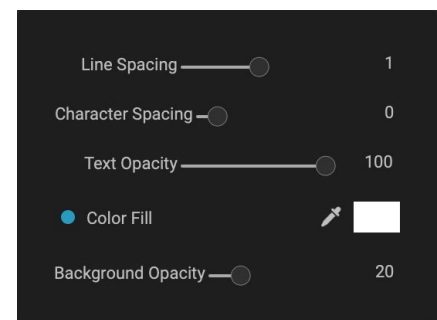 Line Spacing 1
Character Spacing 0
Text Opacity 100
Color Fill
Background Opacity 20